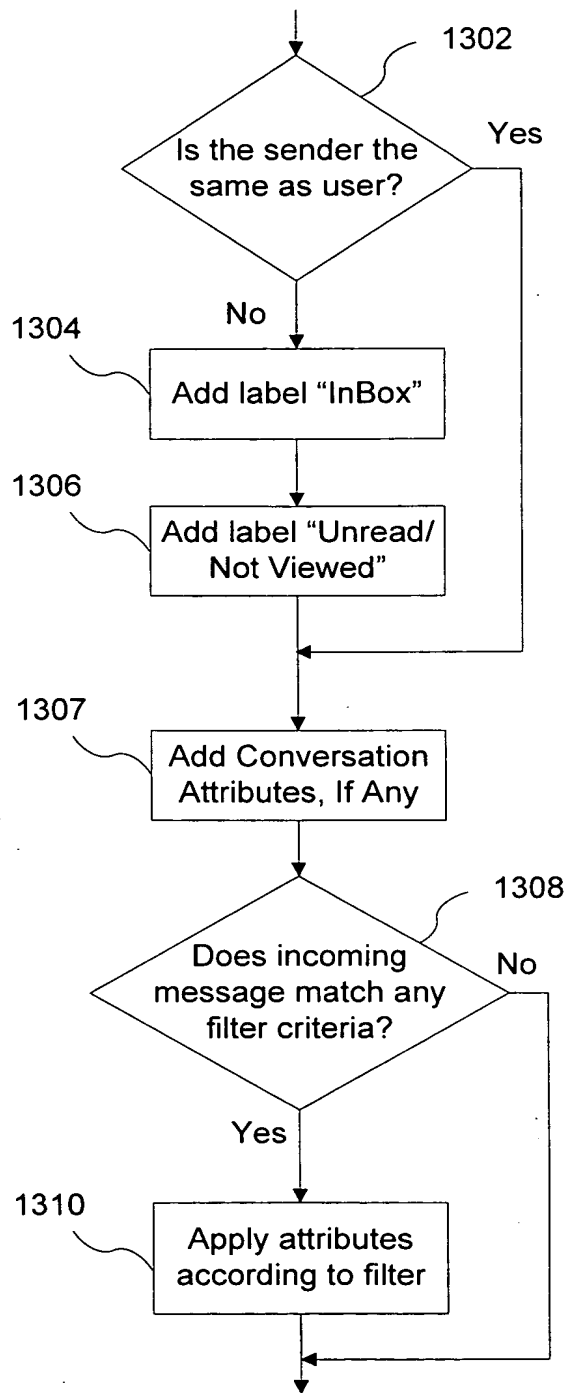 1302
Is the sender the
same as user?
Yes
No
1304
Add label “InBox”
1306
Add label “Unread/
Not Viewed”
1307
Add Conversation
Attributes, If Any
1308
Does incoming
message match any
filter criteria?
No
Yes
1310
Apply attributes
according to filter